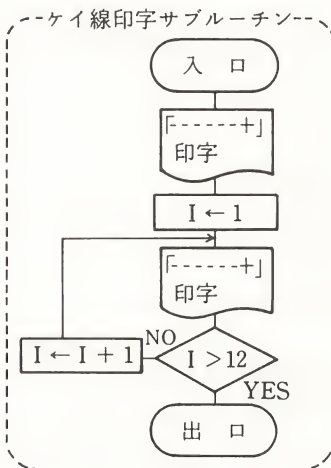 ケイ線印字サブルーチン
入 口
「------+」
印字
I ← 1
「------+」
印字
I ← I + 1
NO
I > 12
YES
出 口